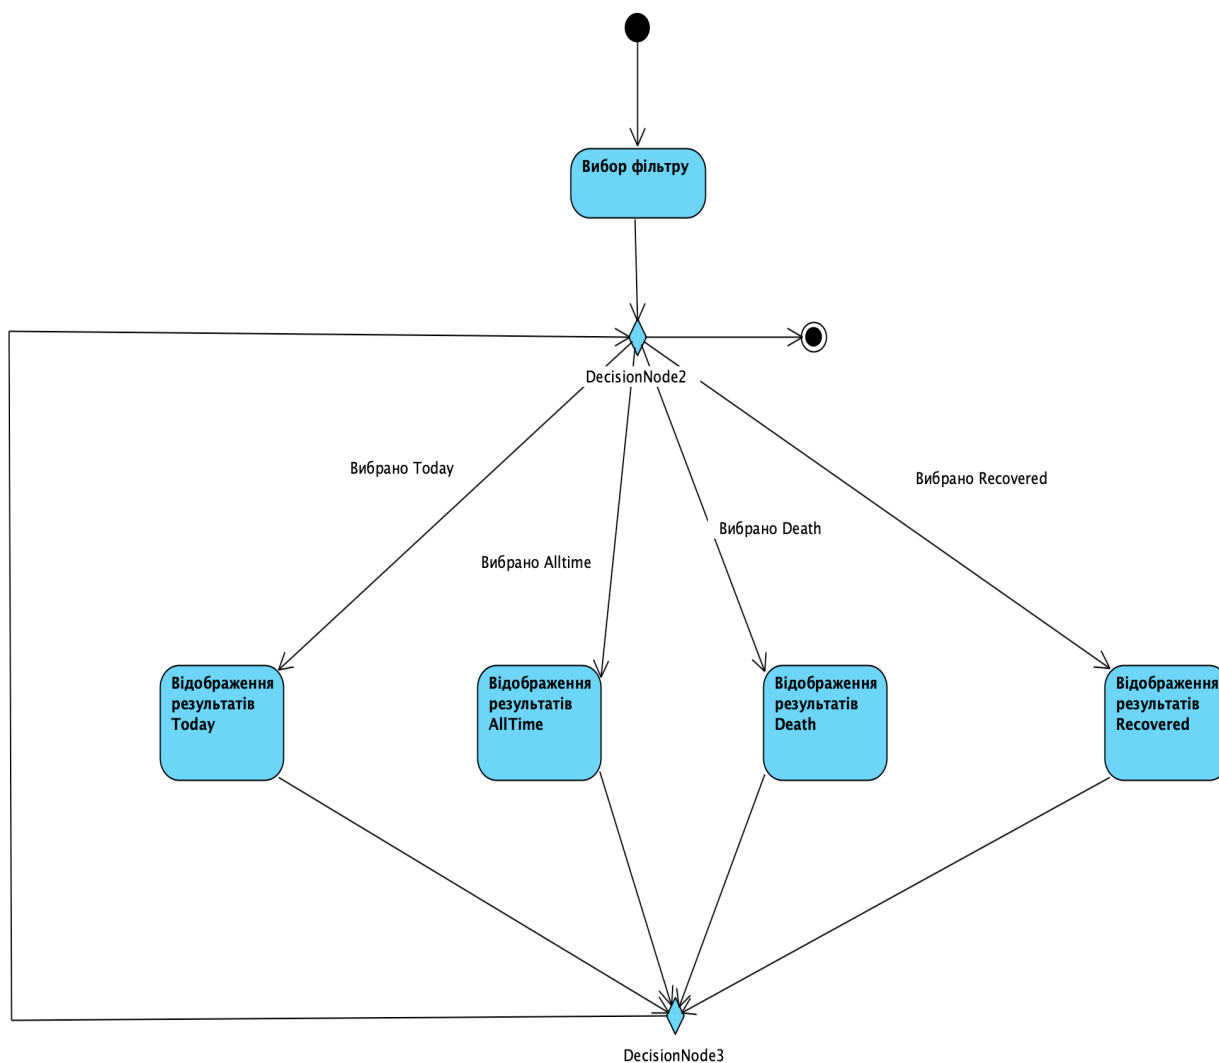 Вибор фільтру
DecisionNode2
Вибрано Today
Вибрано Recovered
Вибрано Death
Вибрано Alltime
Відображення
результатів
Today
Відображення
результатів
AllTime
Відображення
результатів
Death
Відображення
результатів
Recovered
DecisionNode3